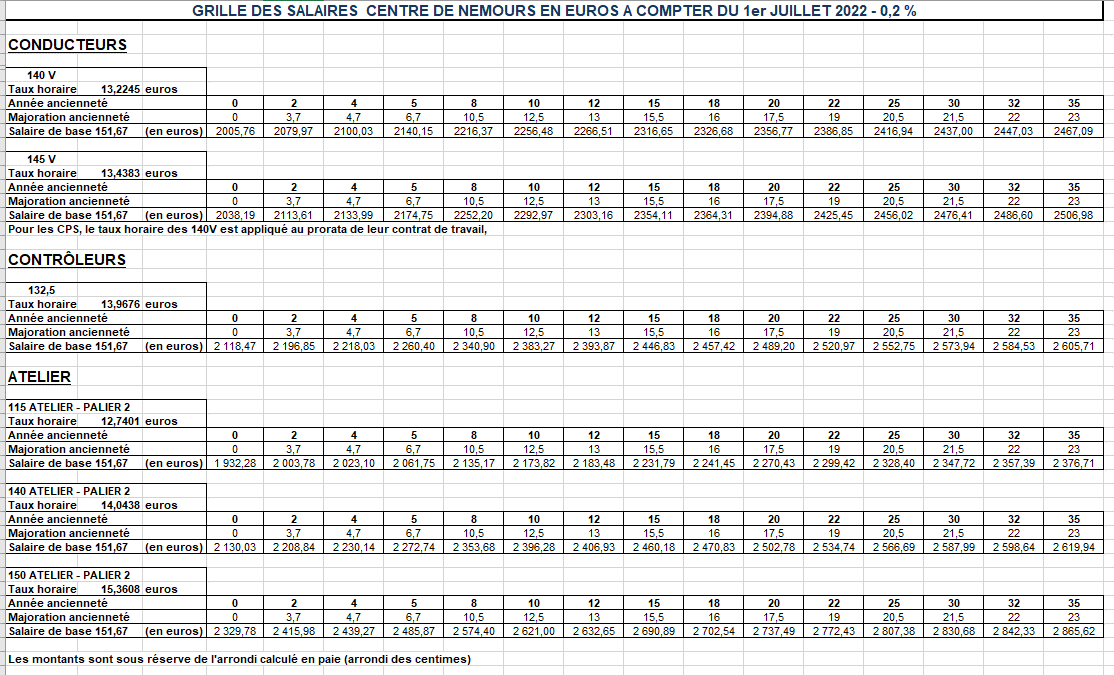 GRILLE DES SALAIRES CENTRE DE NEMOURS EN EUROS A COMPTER DU 1er JUILLET 2022 - 0,2 %
CONDUCTEURS
140 V
Taux horaire 13,2245 euros
Année ancienneté 0 2 4 5 8 10 12 15 18 20 22 25 30 32 35
Majoration ancienneté 0 3,7 4,7 6,7 10,5 12,5 13 15,5 16 17,5 19 20,5 21,5 22 23
Salaire de base 151,67 (en euros) 2005,76 2079,97 2100,03 2140,15 2216,37 2256,48 2266,51 2316,65 2326,68 2356,77 2386,85 2416,94 2437,00 2447,03 2467,09
145 V
Taux horaire 13,4383 euros
Année ancienneté 0 2 4 5 8 10 12 15 18 20 22 25 30 32 35
Majoration ancienneté 0 3,7 4,7 6,7 10,5 12,5 13 15,5 16 17,5 19 20,5 21,5 22 23
Salaire de base 151,67 (en euros) 2038,19 2113,61 2133,99 2174,75 2252,20 2292,97 2303,16 2354,11 2364,31 2394,88 2425,45 2456,02 2476,41 2486,60 2506,98
Pour les CPS, le taux horaire des 140V est appliqué au prorata de leur contrat de travail,
CONTRÔLEURS
132,5
Taux horaire 13,9676 euros
Année ancienneté 0 2 4 5 8 10 12 15 18 20 22 25 30 32 35
Majoration ancienneté 0 3,7 4,7 6,7 10,5 12,5 13 15,5 16 17,5 19 20,5 21,5 22 23
Salaire de base 151,67 (en euros) 2 118,47 2 196,85 2 218,03 2 260,40 2 340,90 2 383,27 2 393,87 2 446,83 2 457,42 2 489,20 2 520,97 2 552,75 2 573,94 2 584,53 2 605,71
ATELIER
115 ATELIER - PALIER 2
Taux horaire 12,7401 euros
Année ancienneté 0 2 4 5 8 10 12 15 18 20 22 25 30 32 35
Majoration ancienneté 0 3,7 4,7 6,7 10,5 12,5 13 15,5 16 17,5 19 20,5 21,5 22 23
Salaire de base 151,67 (en euros) 1 932,28 2 003,78 2 023,10 2 061,75 2 135,17 2 173,82 2 183,48 2 231,79 2 241,45 2 270,43 2 299,42 2 328,40 2 347,72 2 357,39 2 376,71
140 ATELIER - PALIER 2
Taux horaire 14,0438 euros
Année ancienneté 0 2 4 5 8 10 12 15 18 20 22 25 30 32 35
Majoration ancienneté 0 3,7 4,7 6,7 10,5 12,5 13 15,5 16 17,5 19 20,5 21,5 22 23
Salaire de base 151,67 (en euros) 2 130,03 2 208,84 2 230,14 2 272,74 2 353,68 2 396,28 2 406,93 2 460,18 2 470,83 2 502,78 2 534,74 2 566,69 2 587,99 2 598,64 2 619,94
150 ATELIER - PALIER 2
Taux horaire 15,3608 euros
Année ancienneté 0 2 4 5 8 10 12 15 18 20 22 25 30 32 35
Majoration ancienneté 0 3,7 4,7 6,7 10,5 12,5 13 15,5 16 17,5 19 20,5 21,5 22 23
Salaire de base 151,67 (en euros) 2 329,78 2 415,98 2 439,27 2 485,87 2 574,40 2 621,00 2 632,65 2 690,89 2 702,54 2 737,49 2 772,43 2 807,38 2 830,68 2 842,33 2 865,62
Les montants sont sous réserve de l'arrondi calculé en paie (arrondi des centimes)